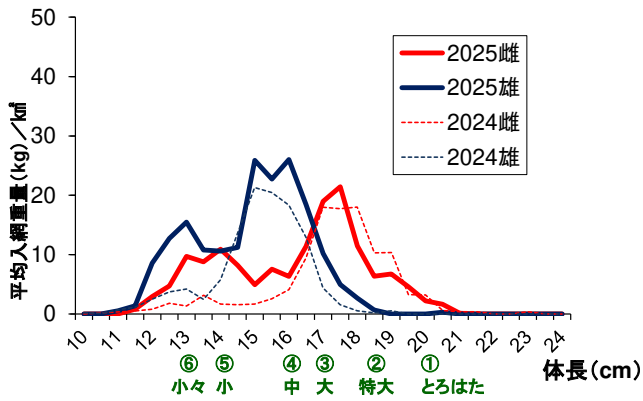 50
40
30
20
10
0
平均入網重量(kg)／㎢
2025雌
2025雄
2024雌
2024雄
10 11 12 13 14 15 16 17 18 19 20 21 22 23 24
体長(cm)
⑥ ⑤ ④ ③ ② ①
小々 小 中 大 特大 とろはた